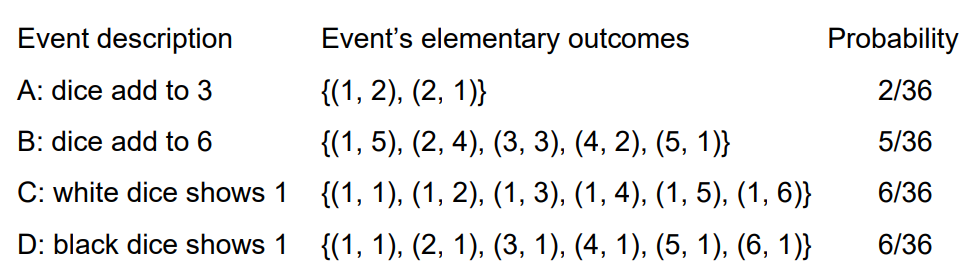 Event description Event’s elementary outcomes Probability
A: dice add to 3 {(1, 2), (2, 1)} 2/36
B: dice add to 6 {(1, 5), (2, 4), (3, 3), (4, 2), (5, 1)} 5/36
C: white dice shows 1 {(1, 1), (1, 2), (1, 3), (1, 4), (1, 5), (1, 6)} 6/36
D: black dice shows 1 {(1, 1), (2, 1), (3, 1), (4, 1), (5, 1), (6, 1)} 6/36